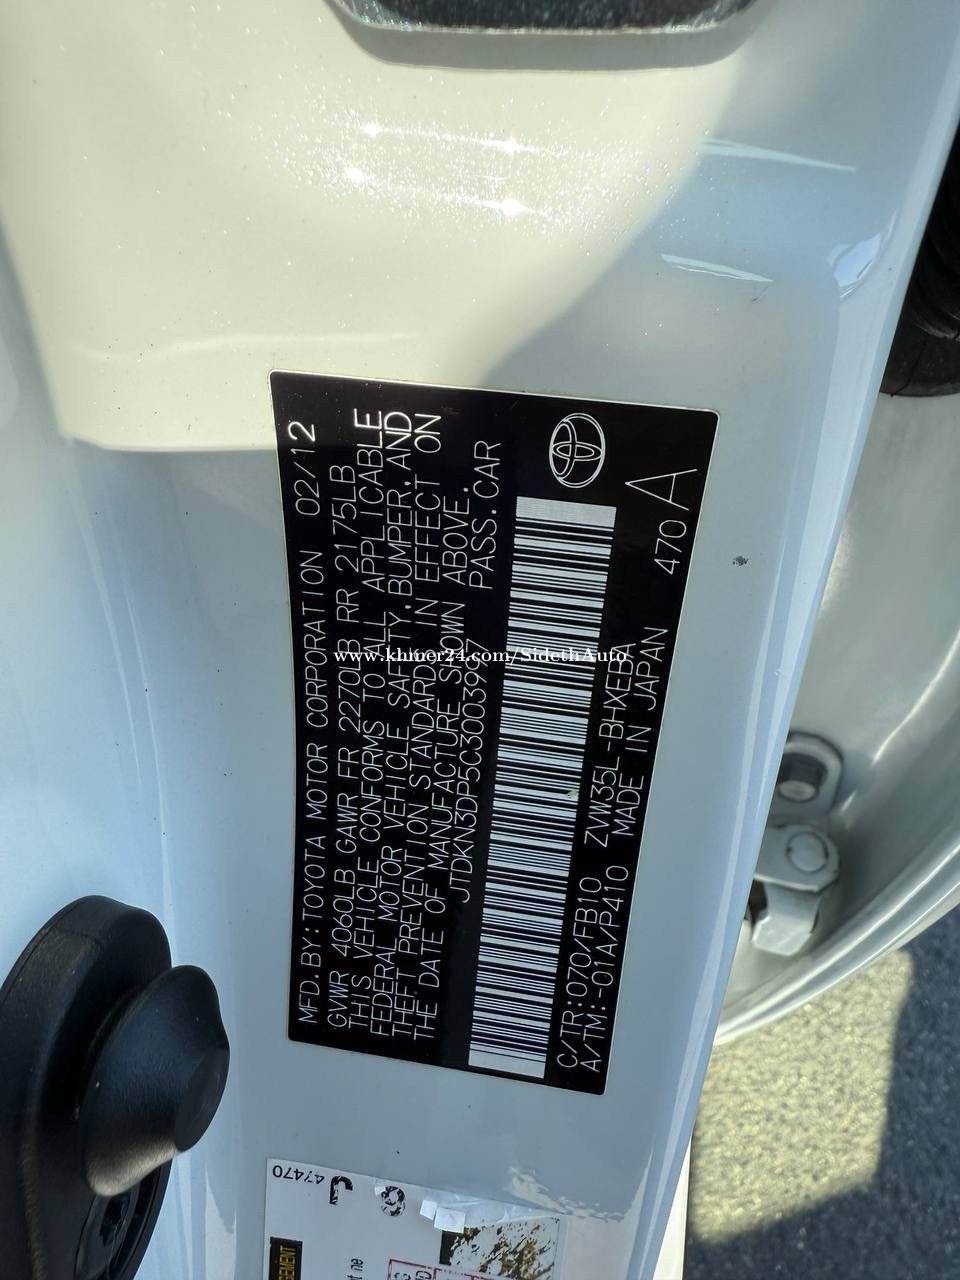 MFD. BY: TOYOTA MOTOR CORPORATION 02/12
GVWR 4060LB GAWR FR 2270LB RR 2175LB
THIS VEHICLE CONFORMS TO ALL APPLICABLE
FEDERAL MOTOR VEHICLE SAFETY, BUMPER, AND
THEFT PREVENTION STANDARDS IN EFFECT ON
THE DATE OF MANUFACTURE SHOWN ABOVE.
PASS. CAR
C/TR: 070/FB10 ZVW35L-BHXEBA
A/TM: -01A/P410 MADE IN JAPAN
470 A
www.khmer24.com/SidethAuto
47470
J 9